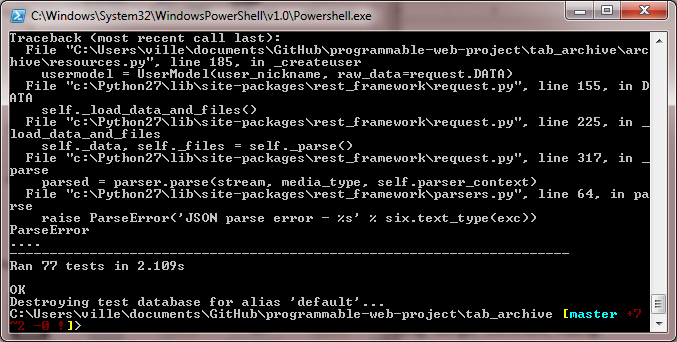 C:\Windows\System32\WindowsPowerShell\v1.0\Powershell.exe
Traceback (most recent call last):
  File "C:\Users\ville\documents\GitHub\programmable-web-project\tab_archive\arc
hive\resources.py", line 185, in _createuser
    usermodel = UserModel(user_nickname, raw_data=request.DATA)
  File "c:\Python27\lib\site-packages\rest_framework\request.py", line 155, in D
ATA
    self._load_data_and_files()
  File "c:\Python27\lib\site-packages\rest_framework\request.py", line 225, in _
load_data_and_files
    self._data, self._files = self._parse()
  File "c:\Python27\lib\site-packages\rest_framework\request.py", line 317, in _
parse
    parsed = parser.parse(stream, media_type, self.parser_context)
  File "c:\Python27\lib\site-packages\rest_framework\parsers.py", line 64, in pa
rse
    raise ParseError('JSON parse error - %s' % six.text_type(exc))
ParseError
....
----------------------------------------------------------------------
Ran 77 tests in 2.109s
OK
Destroying test database for alias 'default'...
C:\Users\ville\documents\GitHub\programmable-web-project\tab_archive [master +7
~2 -0 !]>